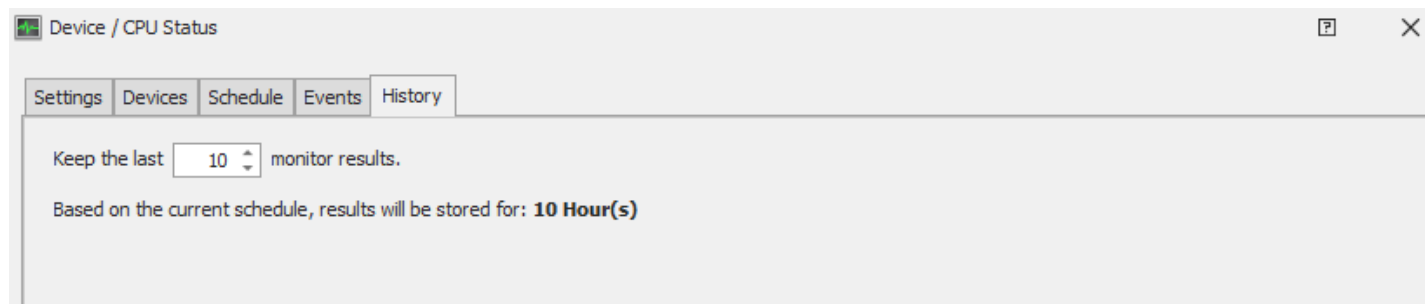 Device / CPU Status
Settings Devices Schedule Events History
Keep the last 10 monitor results.
Based on the current schedule, results will be stored for: 10 Hour(s)